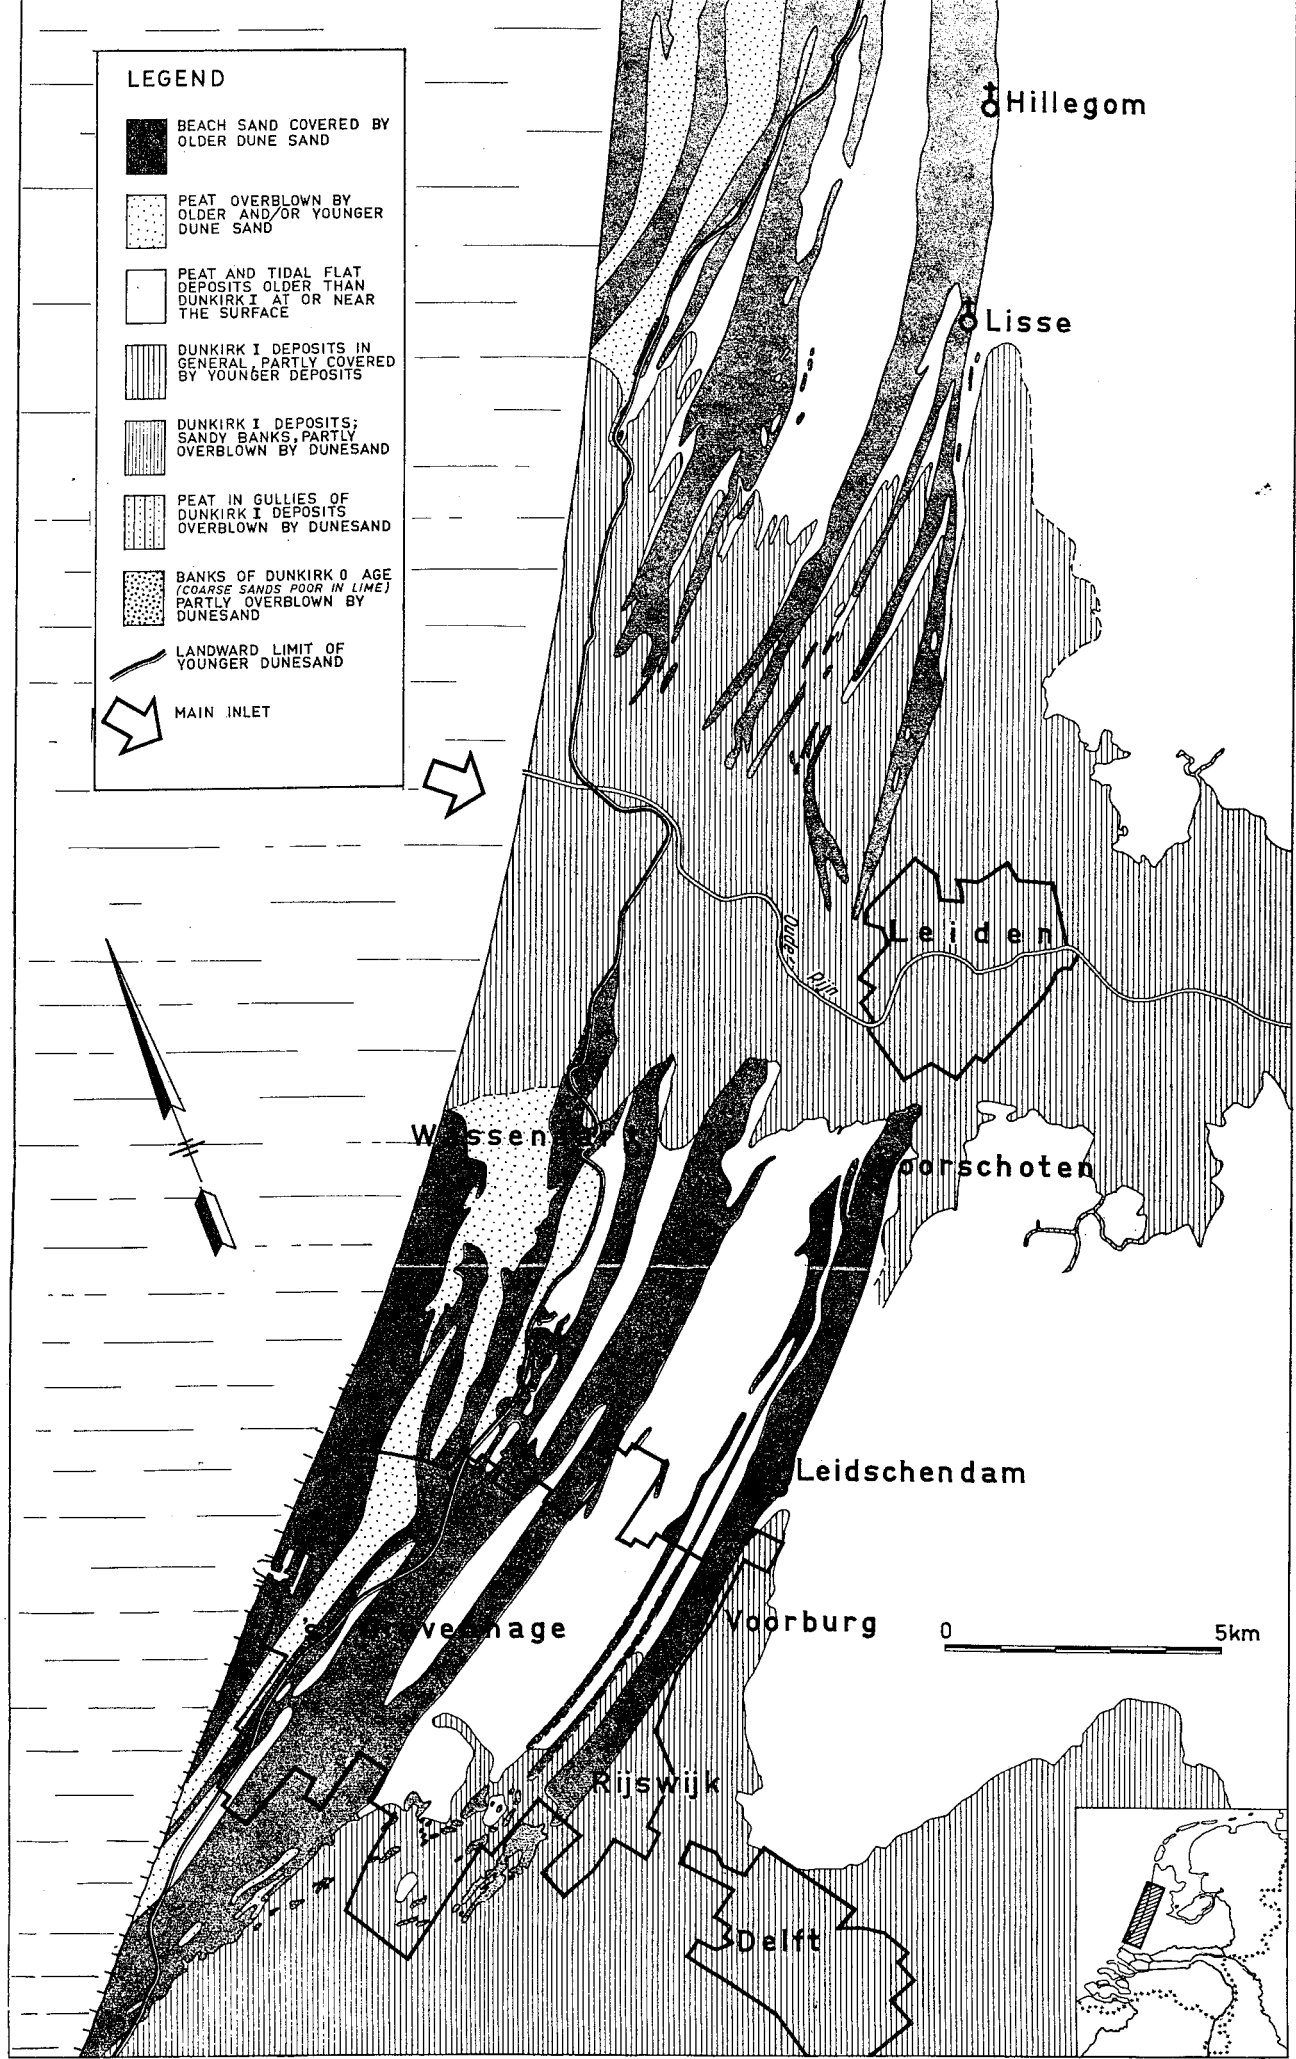 LEGEND
BEACH SAND COVERED BY
OLDER DUNE SAND
PEAT OVERBLOWN BY
OLDER AND/OR YOUNGER
DUNE SAND
PEAT AND TIDAL FLAT
DEPOSITS OLDER THAN
DUNKIRK I AT OR NEAR
THE SURFACE
DUNKIRK I DEPOSITS IN
GENERAL, PARTLY COVERED
BY YOUNGER DEPOSITS
DUNKIRK I DEPOSITS;
SANDY BANKS, PARTLY
OVERBLOWN BY DUNESAND
PEAT IN GULLIES OF
DUNKIRK I DEPOSITS
OVERBLOWN BY DUNESAND
BANKS OF DUNKIRK 0 AGE
(COARSE SANDS POOR IN LIME)
PARTLY OVERBLOWN BY
DUNESAND
LANDWARD LIMIT OF
YOUNGER DUNESAND
MAIN INLET
Hillegom
Lisse
Leiden
Oude
Rijn
Voorschoten
Leidschendam
Voorburg
0 5km
Rijswijk
Delft